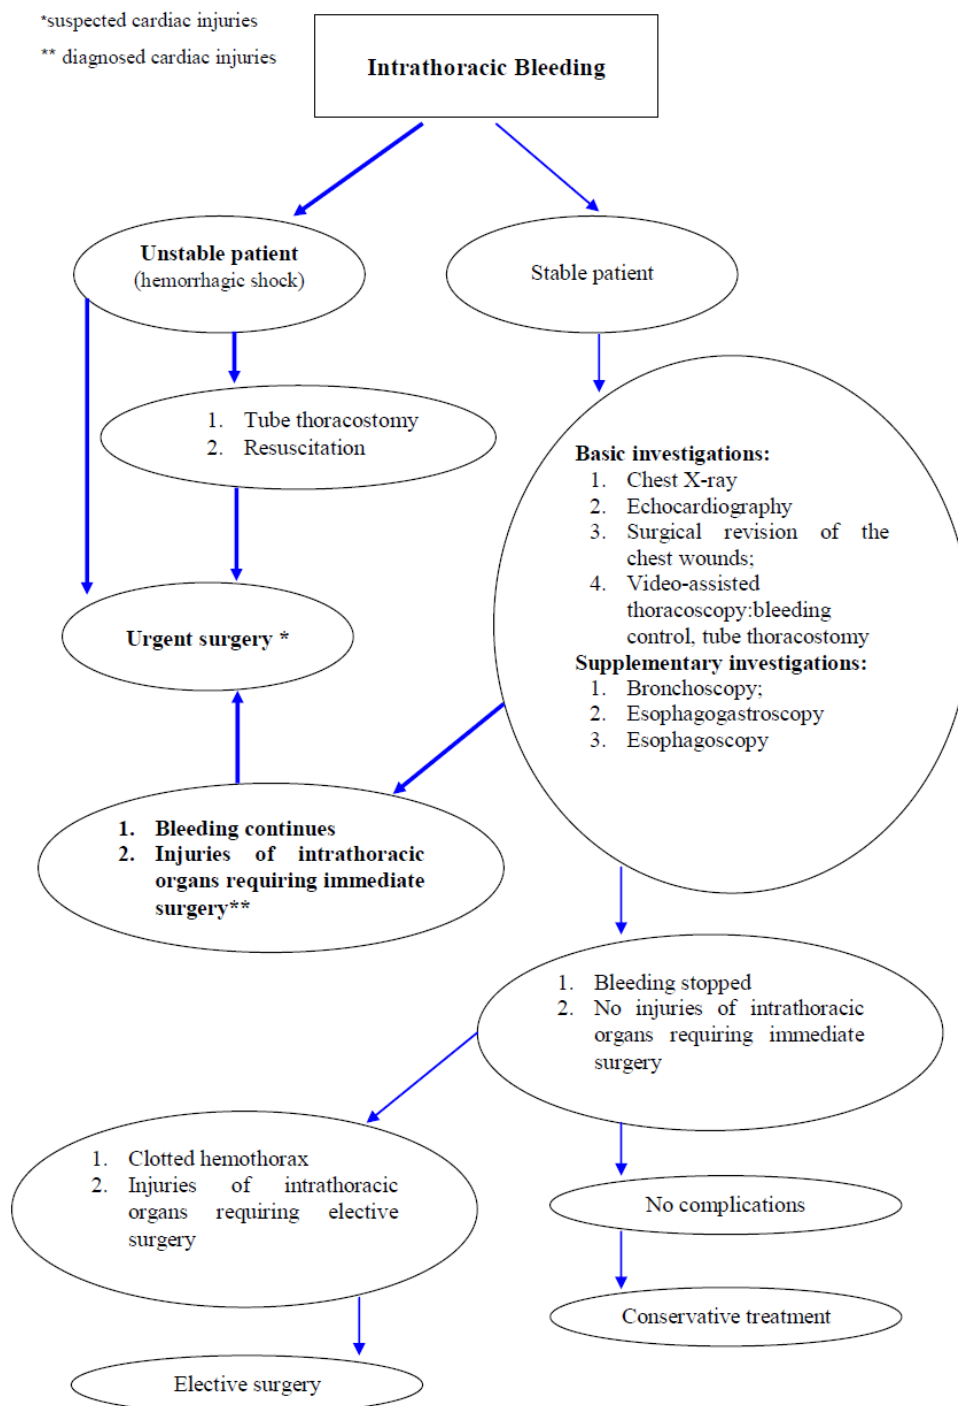 *suspected cardiac injuries
** diagnosed cardiac injuries
Intrathoracic Bleeding
Unstable patient
(hemorrhagic shock)
Stable patient
1. Tube thoracostomy
2. Resuscitation
Basic investigations:
1. Chest X-ray
2. Echocardiography
3. Surgical revision of the
chest wounds;
4. Video-assisted
thoracoscopy:bleeding
control, tube thoracostomy
Supplementary investigations:
1. Bronchoscopy;
2. Esophagogastroscopy
3. Esophagoscopy
Urgent surgery *
1. Bleeding continues
2. Injuries of intrathoracic
organs requiring immediate
surgery**
1. Bleeding stopped
2. No injuries of intrathoracic
organs requiring immediate
surgery
1. Clotted hemothorax
2. Injuries of intrathoracic
organs requiring elective
surgery
No complications
Conservative treatment
Elective surgery